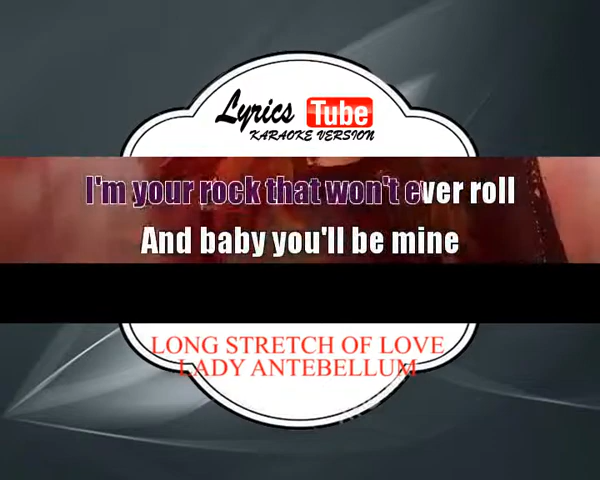 Lyrics Tube
KARAOKE VERSION
I'm your rock that won't ever roll
And baby you'll be mine
LONG STRETCH OF LOVE
LADY ANTEBELLUM